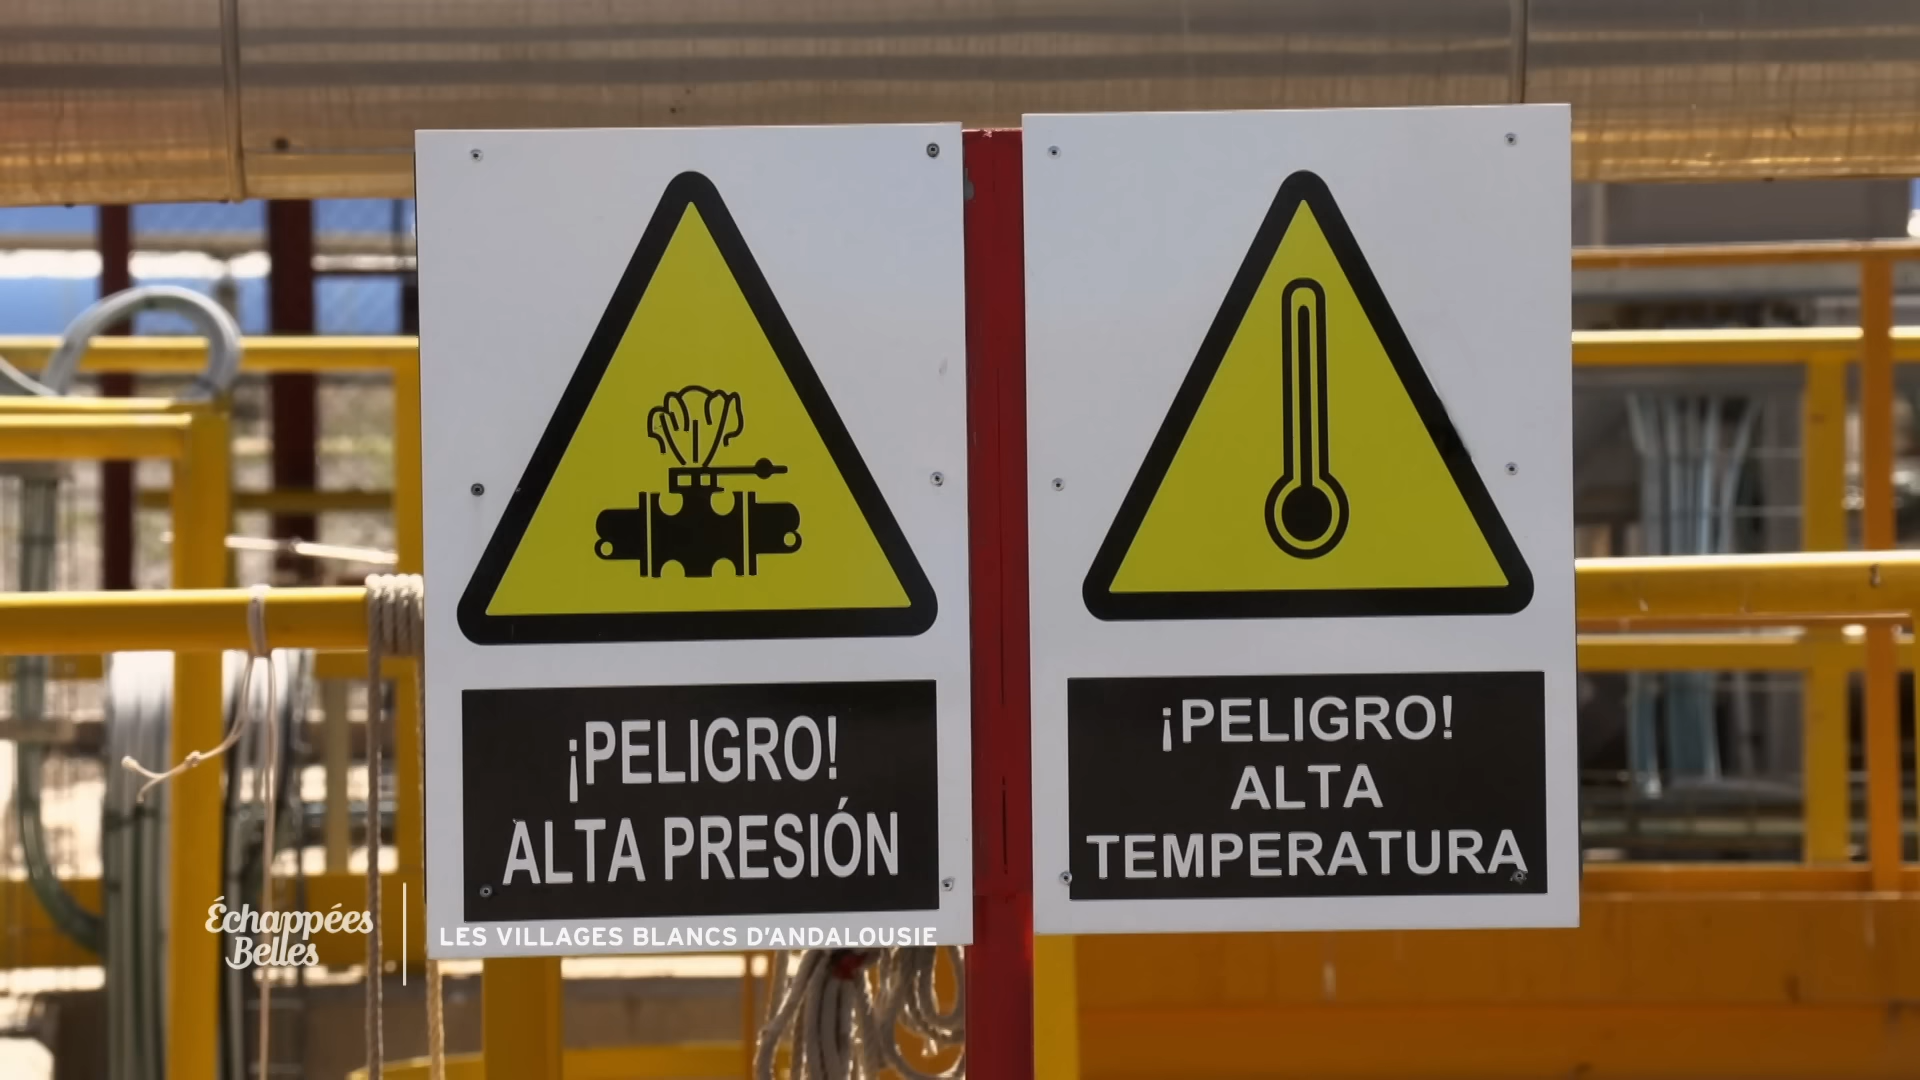 ¡PELIGRO!
ALTA PRESIÓN
¡PELIGRO!
ALTA
TEMPERATURA
Échappées
Belles
LES VILLAGES BLANCS D'ANDALOUSIE